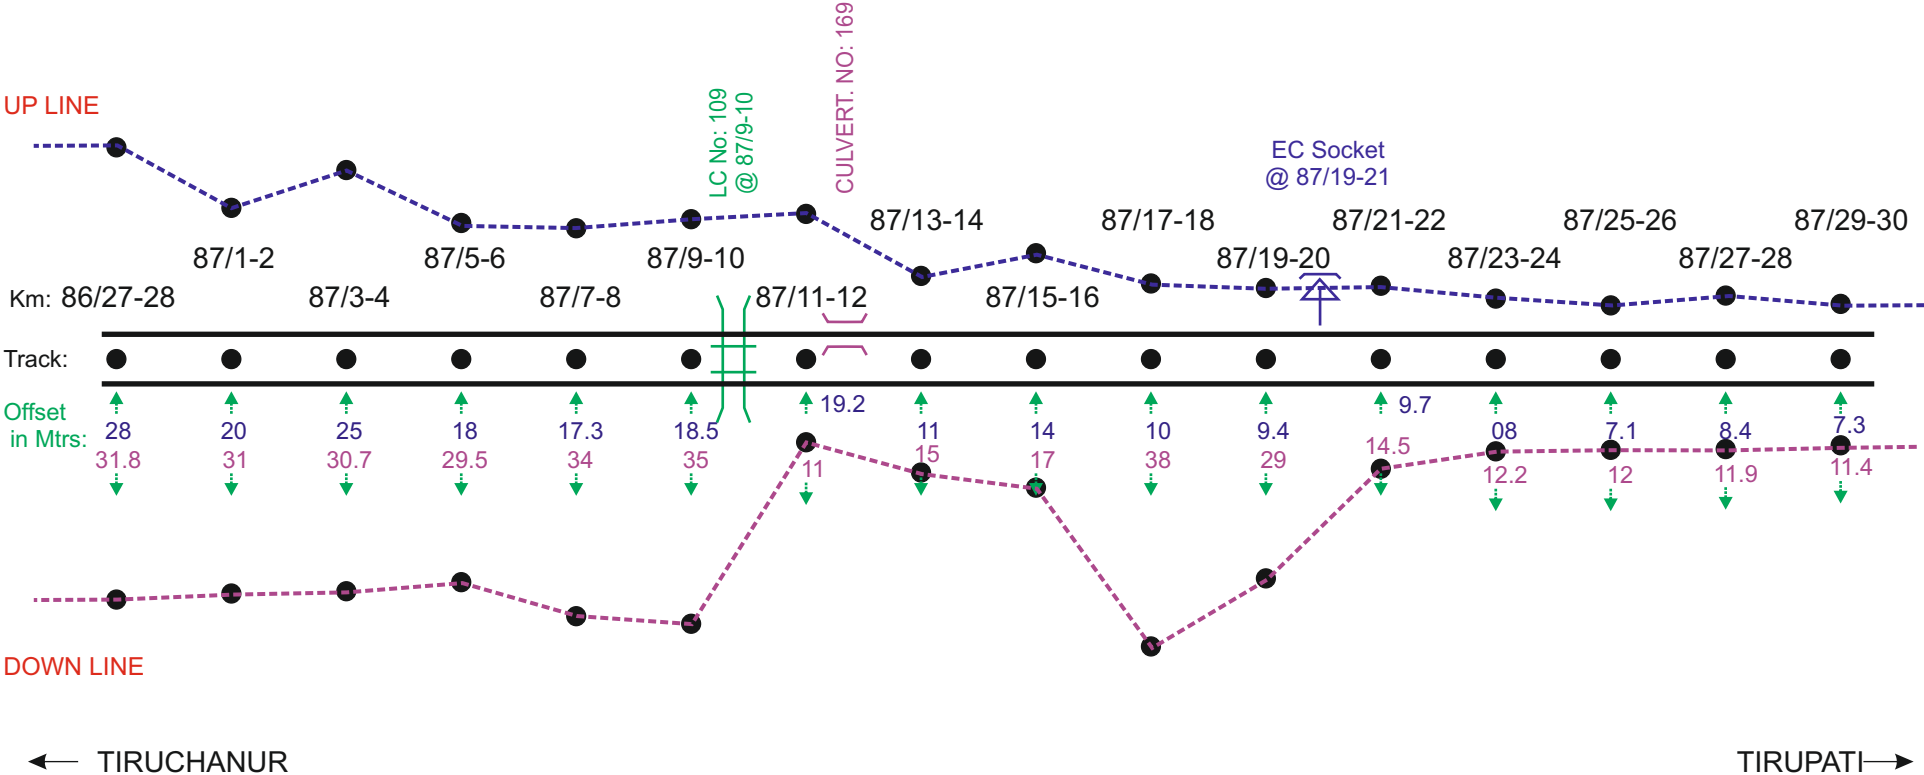 CULVERT. NO: 169
UP LINE
LC No: 109
@ 87/9-10
EC Socket
@ 87/19-21
87/13-14
87/17-18
87/21-22
87/25-26
87/29-30
87/1-2
87/5-6
87/9-10
87/19-20
87/23-24
87/27-28
Km:
86/27-28
87/3-4
87/7-8
87/11-12
87/15-16
Track:
Offset
in Mtrs:
28 20 25 18 17.3 18.5 19.2 11 14 10 9.4 9.7 08 7.1 8.4 7.3
31.8 31 30.7 29.5 34 35 11 15 17 38 29 14.5 12.2 12 11.9 11.4
DOWN LINE
TIRUCHANUR
TIRUPATI